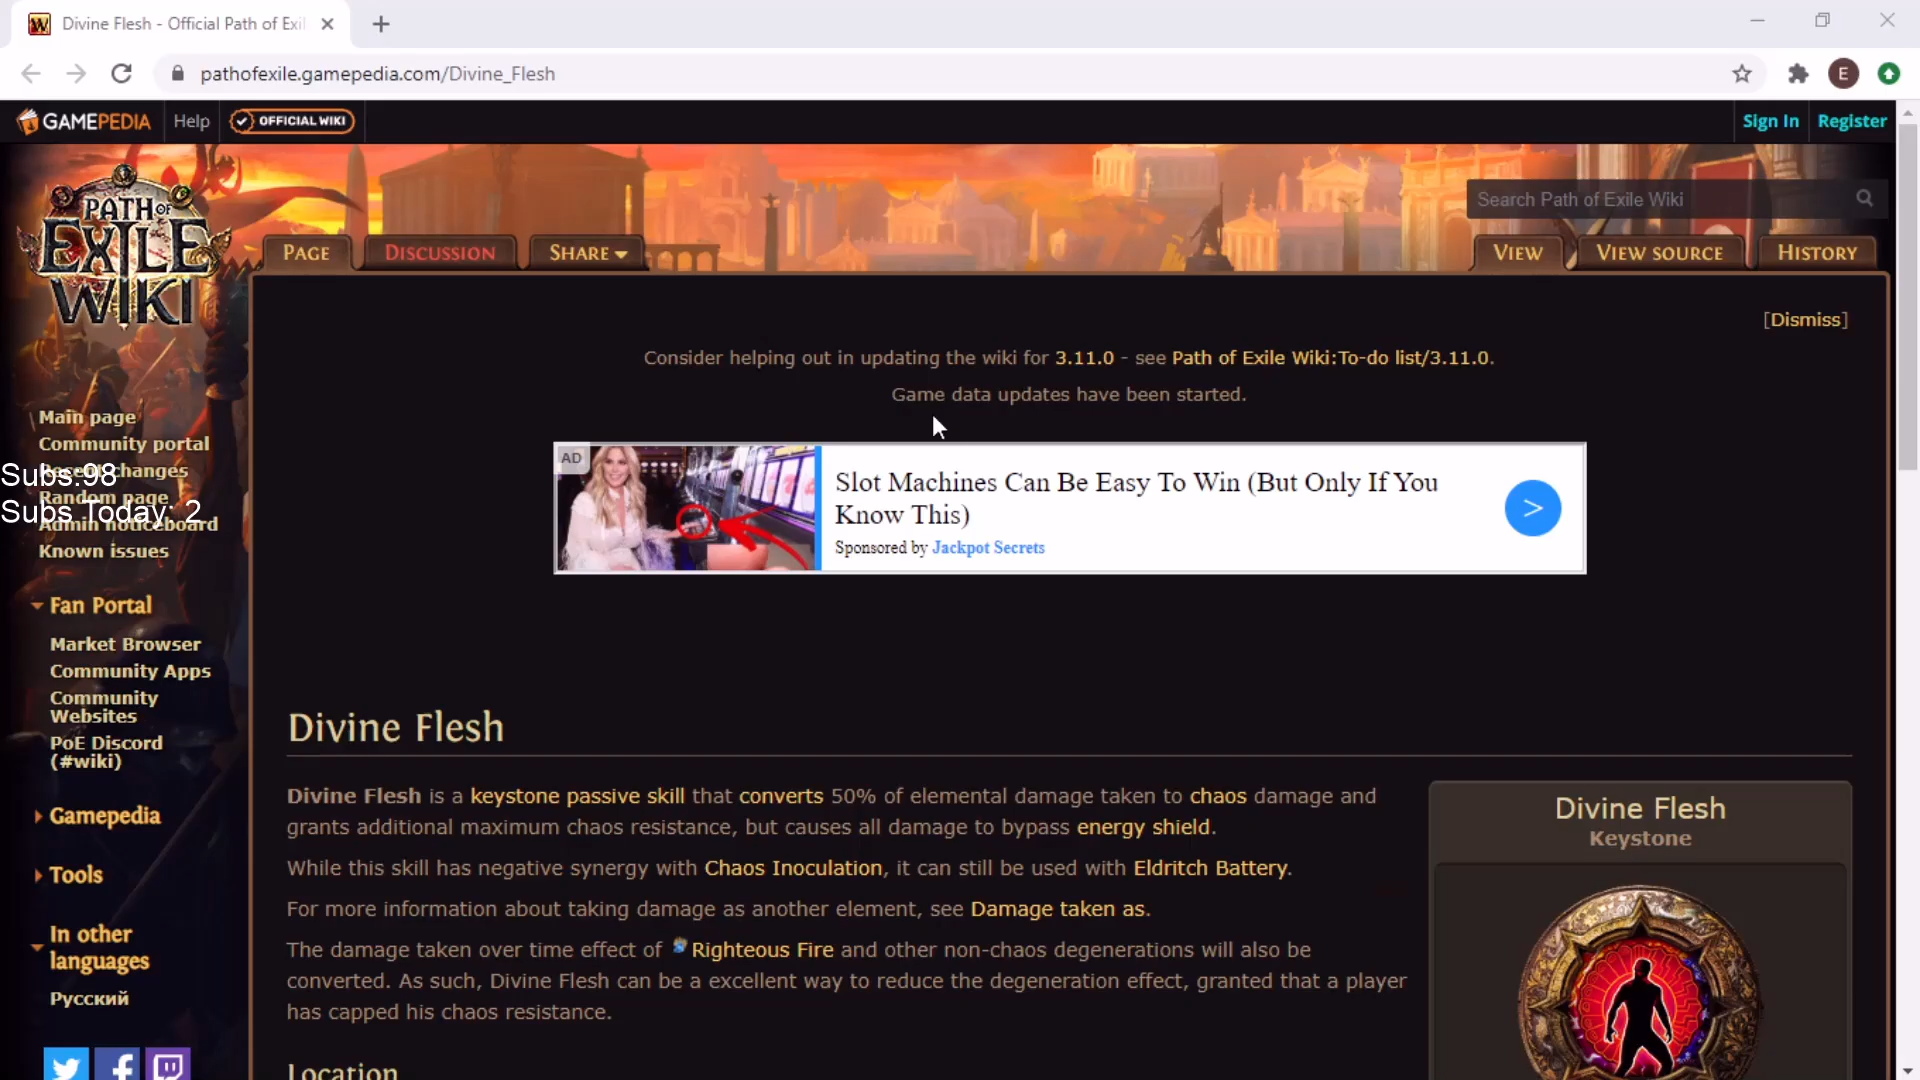 Divine Flesh - Official Path of Exi
pathofexile.gamepedia.com/Divine_Flesh
E
GAMEPEDIA Help OFFICIAL WIKI Sign In Register
PATH OF EXILE WIKI
Search Path of Exile Wiki
PAGE DISCUSSION SHARE VIEW VIEW SOURCE HISTORY
[Dismiss]
Consider helping out in updating the wiki for 3.11.0 - see Path of Exile Wiki:To-do list/3.11.0.
Game data updates have been started.
Main page
Community portal
Recent changes
Subs:98
Random page
Subs Today: 2
Admin noticeboard
Known issues
AD
Slot Machines Can Be Easy To Win (But Only If You
Know This)
Sponsored by Jackpot Secrets
Fan Portal
Market Browser
Community Apps
Community
Websites
PoE Discord
(#wiki)
Gamepedia
Tools
In other
languages
Русский
Divine Flesh
Divine Flesh is a keystone passive skill that converts 50% of elemental damage taken to chaos damage and
grants additional maximum chaos resistance, but causes all damage to bypass energy shield.
While this skill has negative synergy with Chaos Inoculation, it can still be used with Eldritch Battery.
For more information about taking damage as another element, see Damage taken as.
The damage taken over time effect of Righteous Fire and other non-chaos degenerations will also be
converted. As such, Divine Flesh can be a excellent way to reduce the degeneration effect, granted that a player
has capped his chaos resistance.
Location
Divine Flesh
Keystone